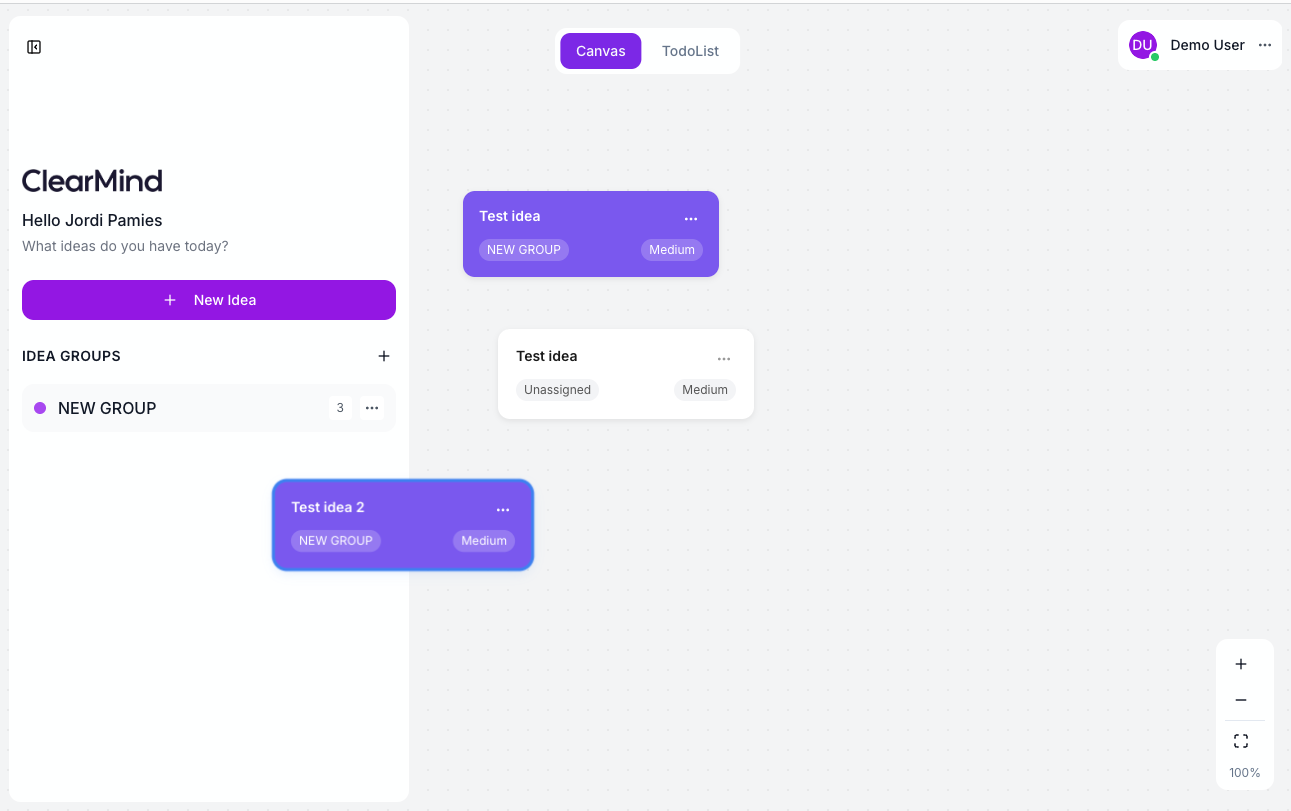 Canvas
TodoList
DU
Demo User
ClearMind
Hello Jordi Pamies
What ideas do you have today?
New Idea
IDEA GROUPS
NEW GROUP
3
Test idea
NEW GROUP
Medium
Test idea
Unassigned
Medium
Test idea 2
NEW GROUP
Medium
100%